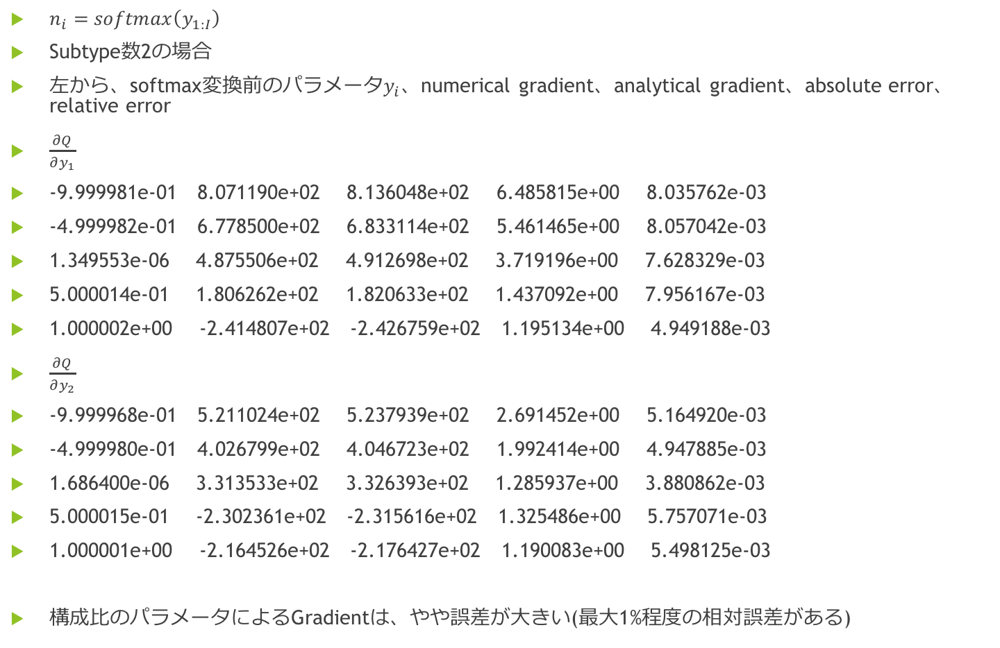 n_i = softmax(y_{1:I})
Subtype数2の場合
左から、softmax変換前のパラメータy_i、numerical gradient、analytical gradient、absolute error、
relative error
∂Q/∂y_1
-9.999981e-01 8.071190e+02 8.136048e+02 6.485815e+00 8.035762e-03
-4.999982e-01 6.778500e+02 6.833114e+02 5.461465e+00 8.057042e-03
1.349553e-06 4.875506e+02 4.912698e+02 3.719196e+00 7.628329e-03
5.000014e-01 1.806262e+02 1.820633e+02 1.437092e+00 7.956167e-03
1.000002e+00 -2.414807e+02 -2.426759e+02 1.195134e+00 4.949188e-03
∂Q/∂y_2
-9.999968e-01 5.211024e+02 5.237939e+02 2.691452e+00 5.164920e-03
-4.999980e-01 4.026799e+02 4.046723e+02 1.992414e+00 4.947885e-03
1.686400e-06 3.313533e+02 3.326393e+02 1.285937e+00 3.880862e-03
5.000015e-01 -2.302361e+02 -2.315616e+02 1.325486e+00 5.757071e-03
1.000001e+00 -2.164526e+02 -2.176427e+02 1.190083e+00 5.498125e-03
構成比のパラメータによるGradientは、やや誤差が大きい(最大1%程度の相対誤差がある)